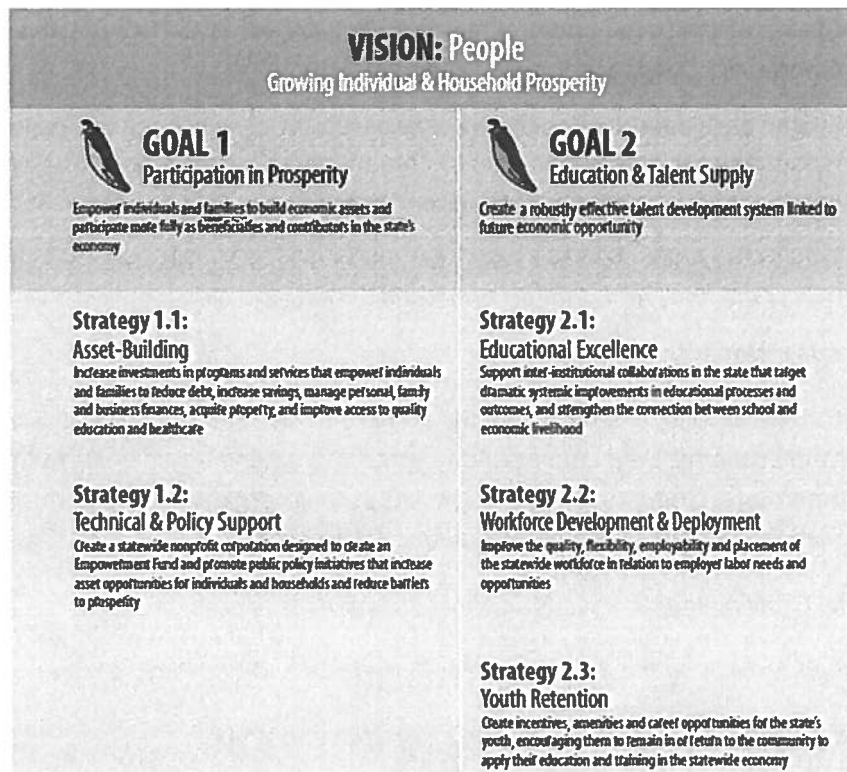 VISION: People
Growing Individual & Household Prosperity
GOAL 1
Participation in Prosperity
Empower individuals and families to build economic assets and
participate more fully as beneficiaries and contributors in the state's
economy
Strategy 1.1:
Asset-Building
Increase investments in programs and services that empower individuals
and families to reduce debt, increase savings, manage personal, family
and business finances, acquire property, and improve access to quality
education and healthcare
Strategy 1.2:
Technical & Policy Support
Create a statewide nonprofit corporation designed to create an
Empowerment Fund and promote public policy initiatives that increase
asset opportunities for individuals and households and reduce barriers
to prosperity
GOAL 2
Education & Talent Supply
Create a robustly effective talent development system linked to
future economic opportunity
Strategy 2.1:
Educational Excellence
Support inter-institutional collaborations in the state that target
dramatic systemic improvements in educational processes and
outcomes, and strengthen the connection between school and
economic livelihood
Strategy 2.2:
Workforce Development & Deployment
Improve the quality, flexibility, employability and placement of
the statewide workforce in relation to employer labor needs and
opportunities
Strategy 2.3:
Youth Retention
Create incentives, amenities and career opportunities for the state's
youth, encouraging them to remain in or return to the community to
apply their education and training in the statewide economy